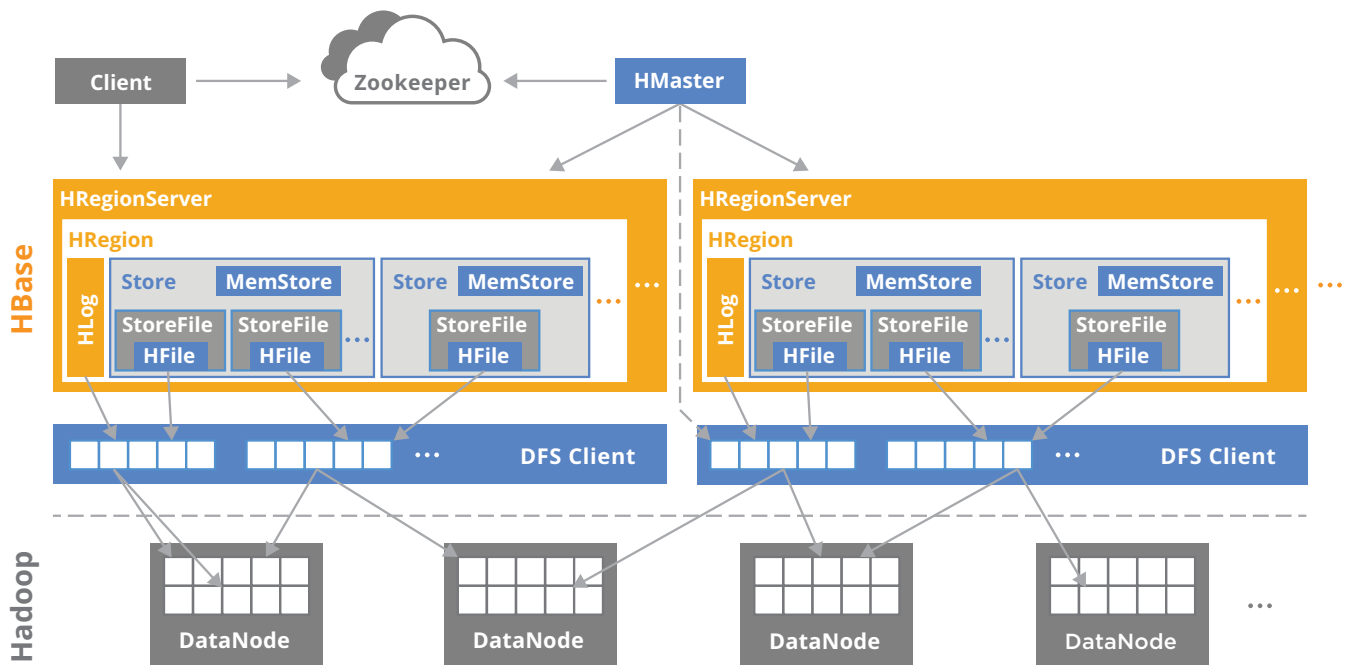 Client
Zookeeper
HMaster
HBase
HRegionServer
HRegion
HLog
Store
MemStore
StoreFile
HFile
StoreFile
HFile
...
Store
MemStore
StoreFile
HFile
...
...
HRegionServer
HRegion
HLog
Store
MemStore
StoreFile
HFile
StoreFile
HFile
...
Store
MemStore
StoreFile
HFile
...
...
...
... DFS Client
... DFS Client
Hadoop
DataNode
DataNode
DataNode
DataNode
...